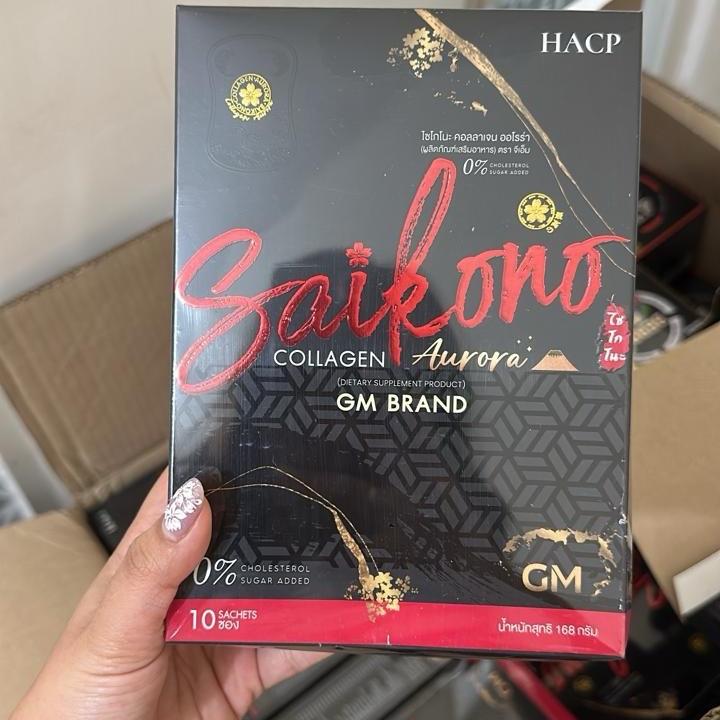 HACP
COLLAGEN AURORA
SAIKONO
ไซโกโนะ คอลลาเจน ออโรร่า
(ผลิตภัณฑ์เสริมอาหาร) ตรา จีเอ็ม
0% CHOLESTEROL
SUGAR ADDED
Saikono
ไซ
โก
โนะ
COLLAGEN Aurora
(DIETARY SUPPLEMENT PRODUCT)
GM BRAND
0% CHOLESTEROL
SUGAR ADDED
GM
10 SACHETS
ซอง
น้ำหนักสุทธิ 168 กรัม